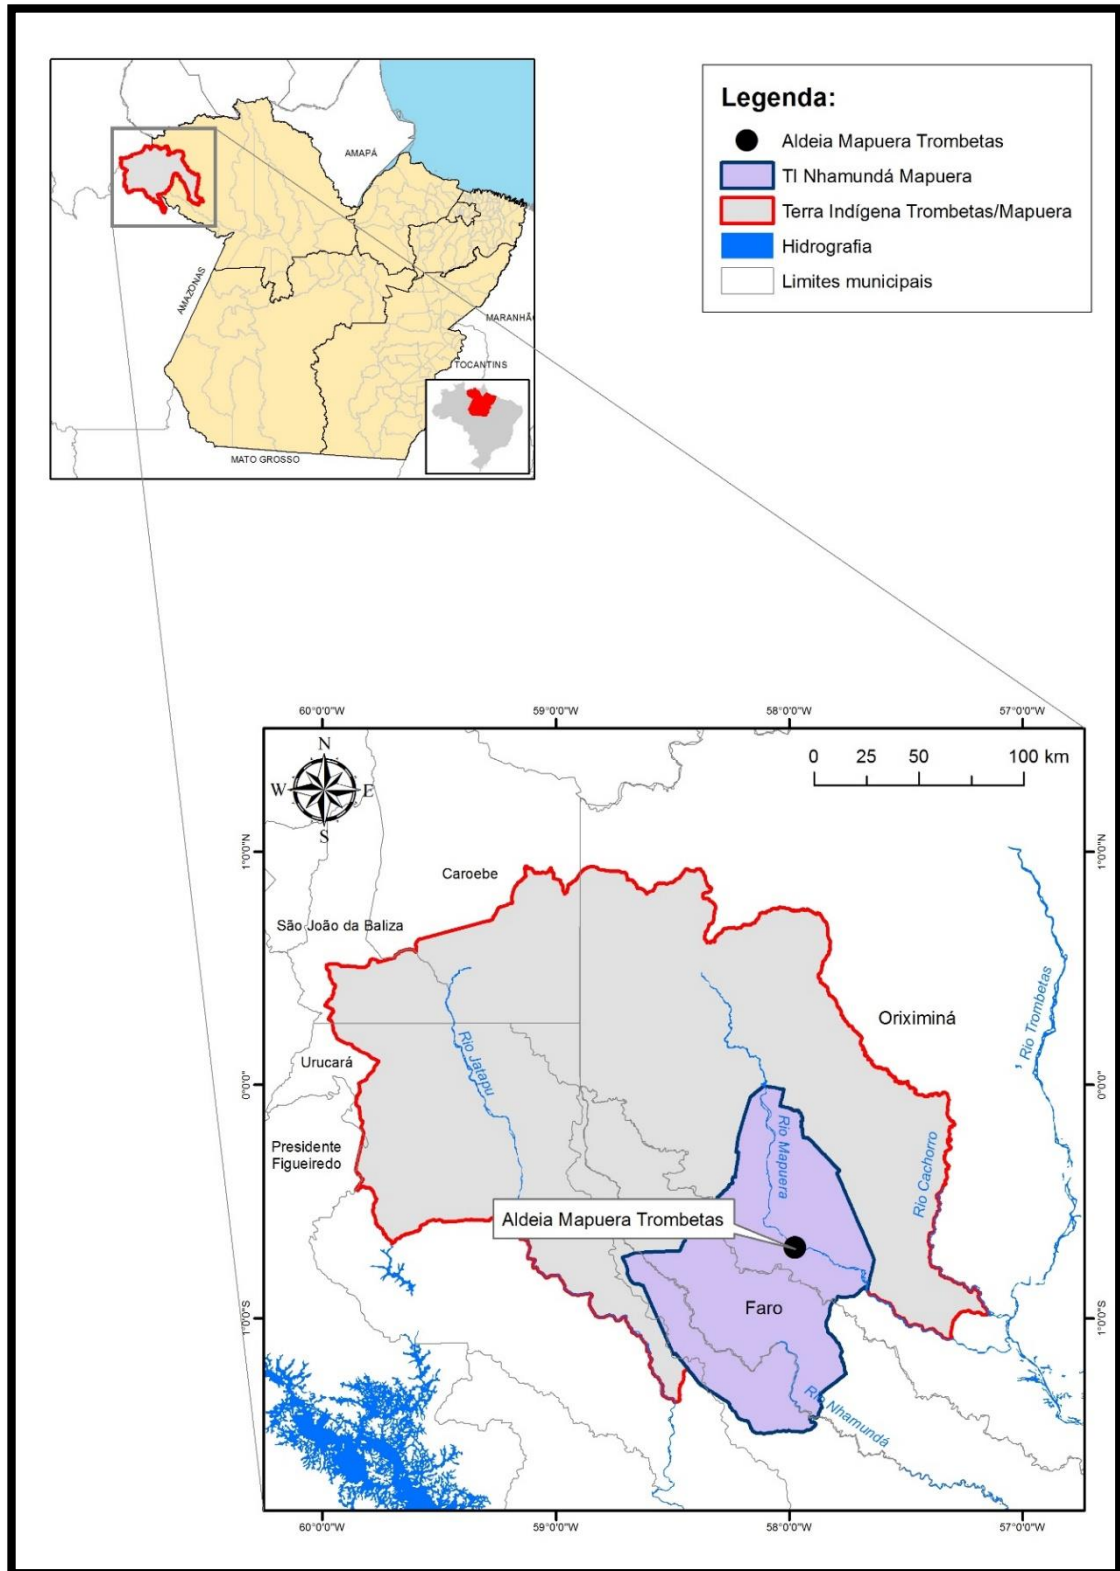 AMAPÁ
AMAZONAS
MARANHÃO
TOCANTINS
MATO GROSSO
Legenda:
Aldeia Mapuera Trombetas
TI Nhamundá Mapuera
Terra Indígena Trombetas/Mapuera
Hidrografia
Limites municipais
60°0'0"W
59°0'0"W
58°0'0"W
57°0'0"W
N
W
E
S
0 25 50 100 km
1°0'0"N
1°0'0"N
Caroebe
São João da Baliza
Oriximiná
Rio Trombetas
Rio Jatapu
Urucará
0°0'0"
0°0'0"
Presidente
Figueiredo
Rio Mapuera
Rio Cachorro
Aldeia Mapuera Trombetas
Faro
1°0'0"S
1°0'0"S
Rio Nhamundá
60°0'0"W
59°0'0"W
58°0'0"W
57°0'0"W